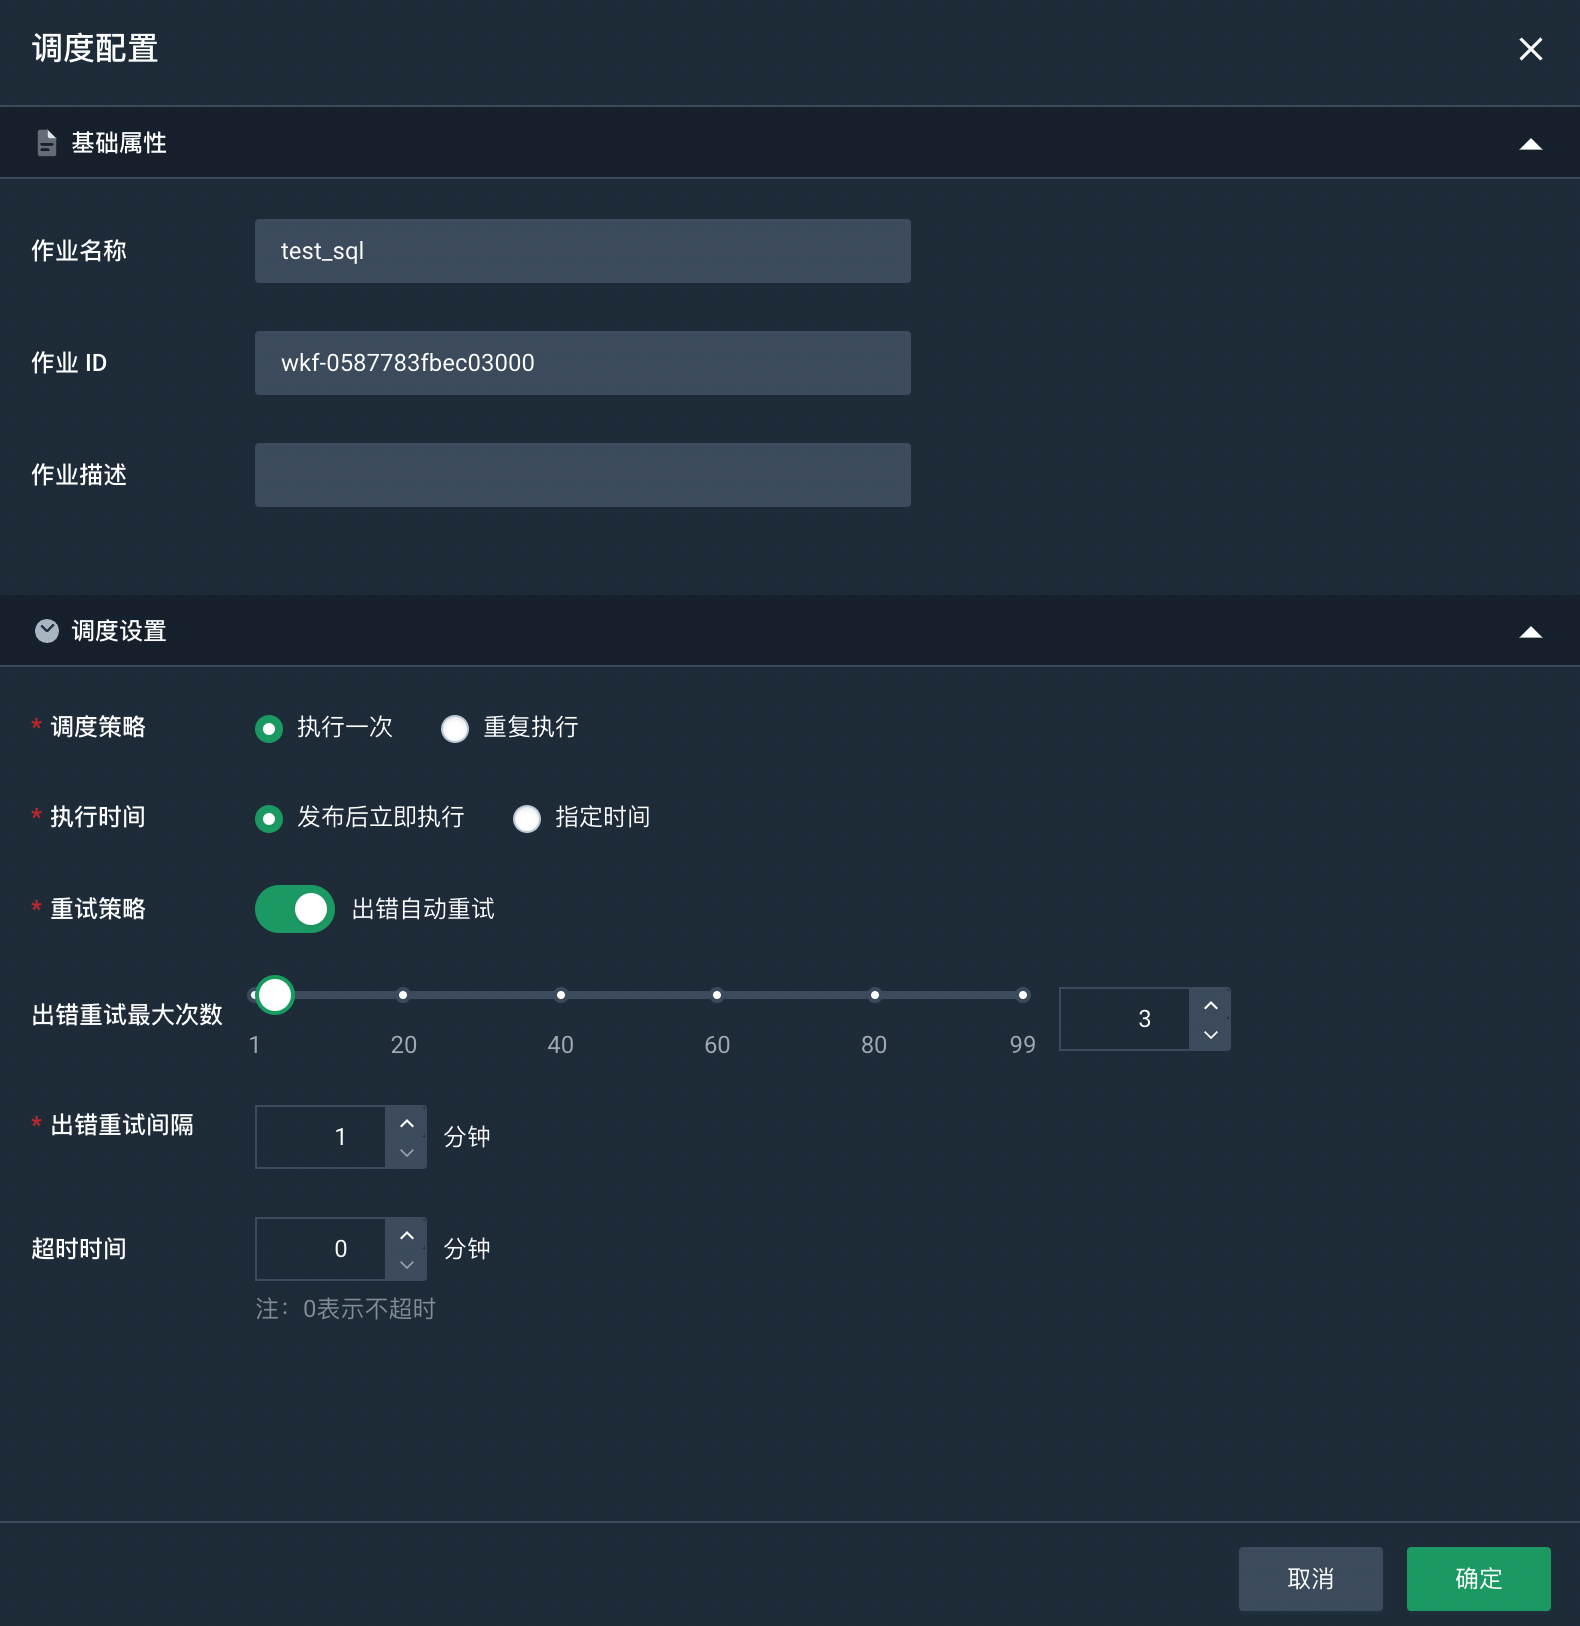 调度配置
基础属性
作业名称 test_sql
作业 ID wkf-0587783fbec03000
作业描述
调度设置
* 调度策略 执行一次 重复执行
* 执行时间 发布后立即执行 指定时间
* 重试策略 出错自动重试
出错重试最大次数 3
1 20 40 60 80 99
* 出错重试间隔 1 分钟
超时时间 0 分钟
注：0表示不超时
取消 确定